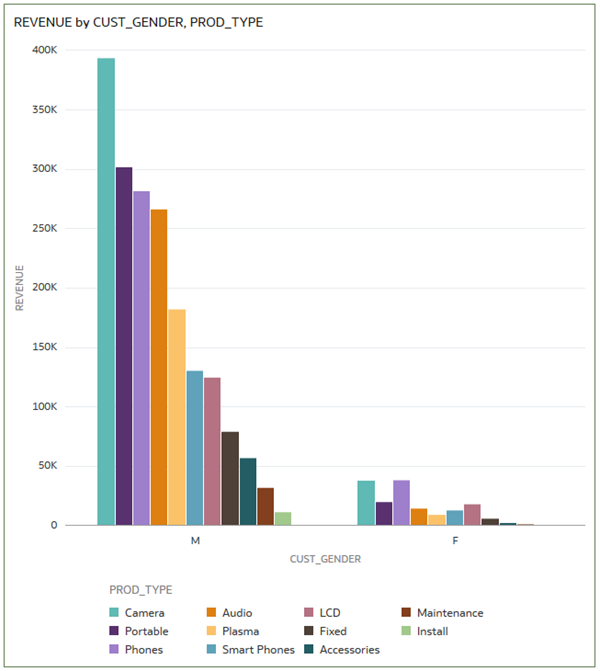 REVENUE by CUST_GENDER, PROD_TYPE
400K
350K
300K
250K
200K
150K
100K
50K
0
REVENUE
M F
CUST_GENDER
PROD_TYPE
Camera Audio LCD Maintenance
Portable Plasma Fixed Install
Phones Smart Phones Accessories